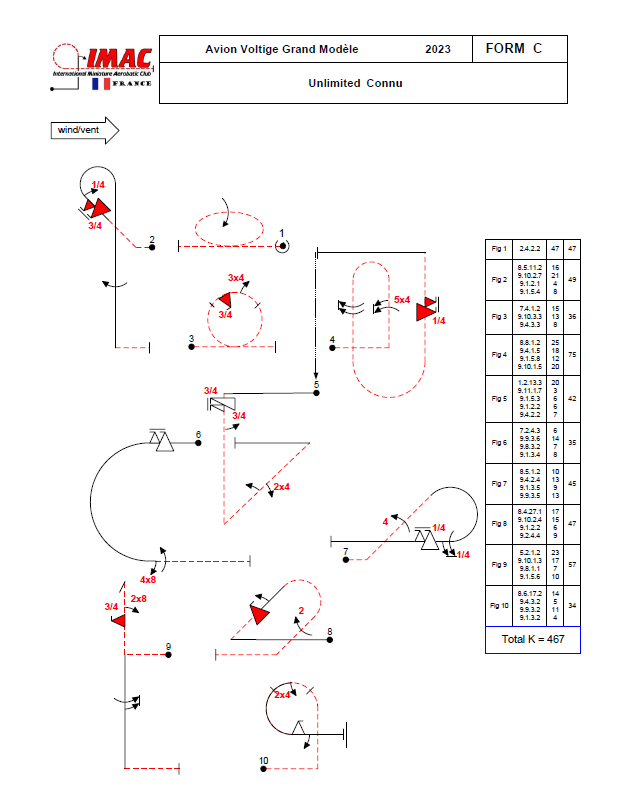 IMAC
International Miniature Aerobatic Club
FRANCE
Avion Voltige Grand Modèle 2023 FORM C
Unlimited Connu
wind/vent
1/4
3/4
2
1
3x4
3/4
3
5x4
1/4
4
3/4
5
3/4
6
2x4
4
1/4
1/4
7
4x8
2x8
3/4
2
8
9
2x4
10
Fig 1 2.4.2.2 47 47
Fig 2 49
8.5.11.2 16
9.10.2.7 21
9.1.2.1 4
9.1.5.4 8
Fig 3 36
7.4.1.2 15
9.10.3.3 13
9.4.3.3 8
Fig 4 75
8.8.1.2 25
9.4.1.5 18
9.1.5.8 12
9.10.1.5 20
Fig 5 42
1.2.13.3 20
9.11.1.7 3
9.1.5.3 6
9.1.2.2 6
9.4.2.2 7
Fig 6 35
7.2.4.3 6
9.9.3.6 14
9.8.3.2 7
9.1.3.4 8
Fig 7 45
8.5.1.2 10
9.4.2.4 13
9.1.3.5 9
9.9.3.5 13
Fig 8 47
8.4.27.1 17
9.10.2.4 15
9.1.2.2 6
9.2.4.4 9
Fig 9 57
5.2.1.2 23
9.10.1.3 17
9.8.1.1 7
9.1.5.6 10
Fig 10 34
8.6.17.2 14
9.4.3.2 5
9.9.3.2 11
9.1.3.2 4
Total K = 467